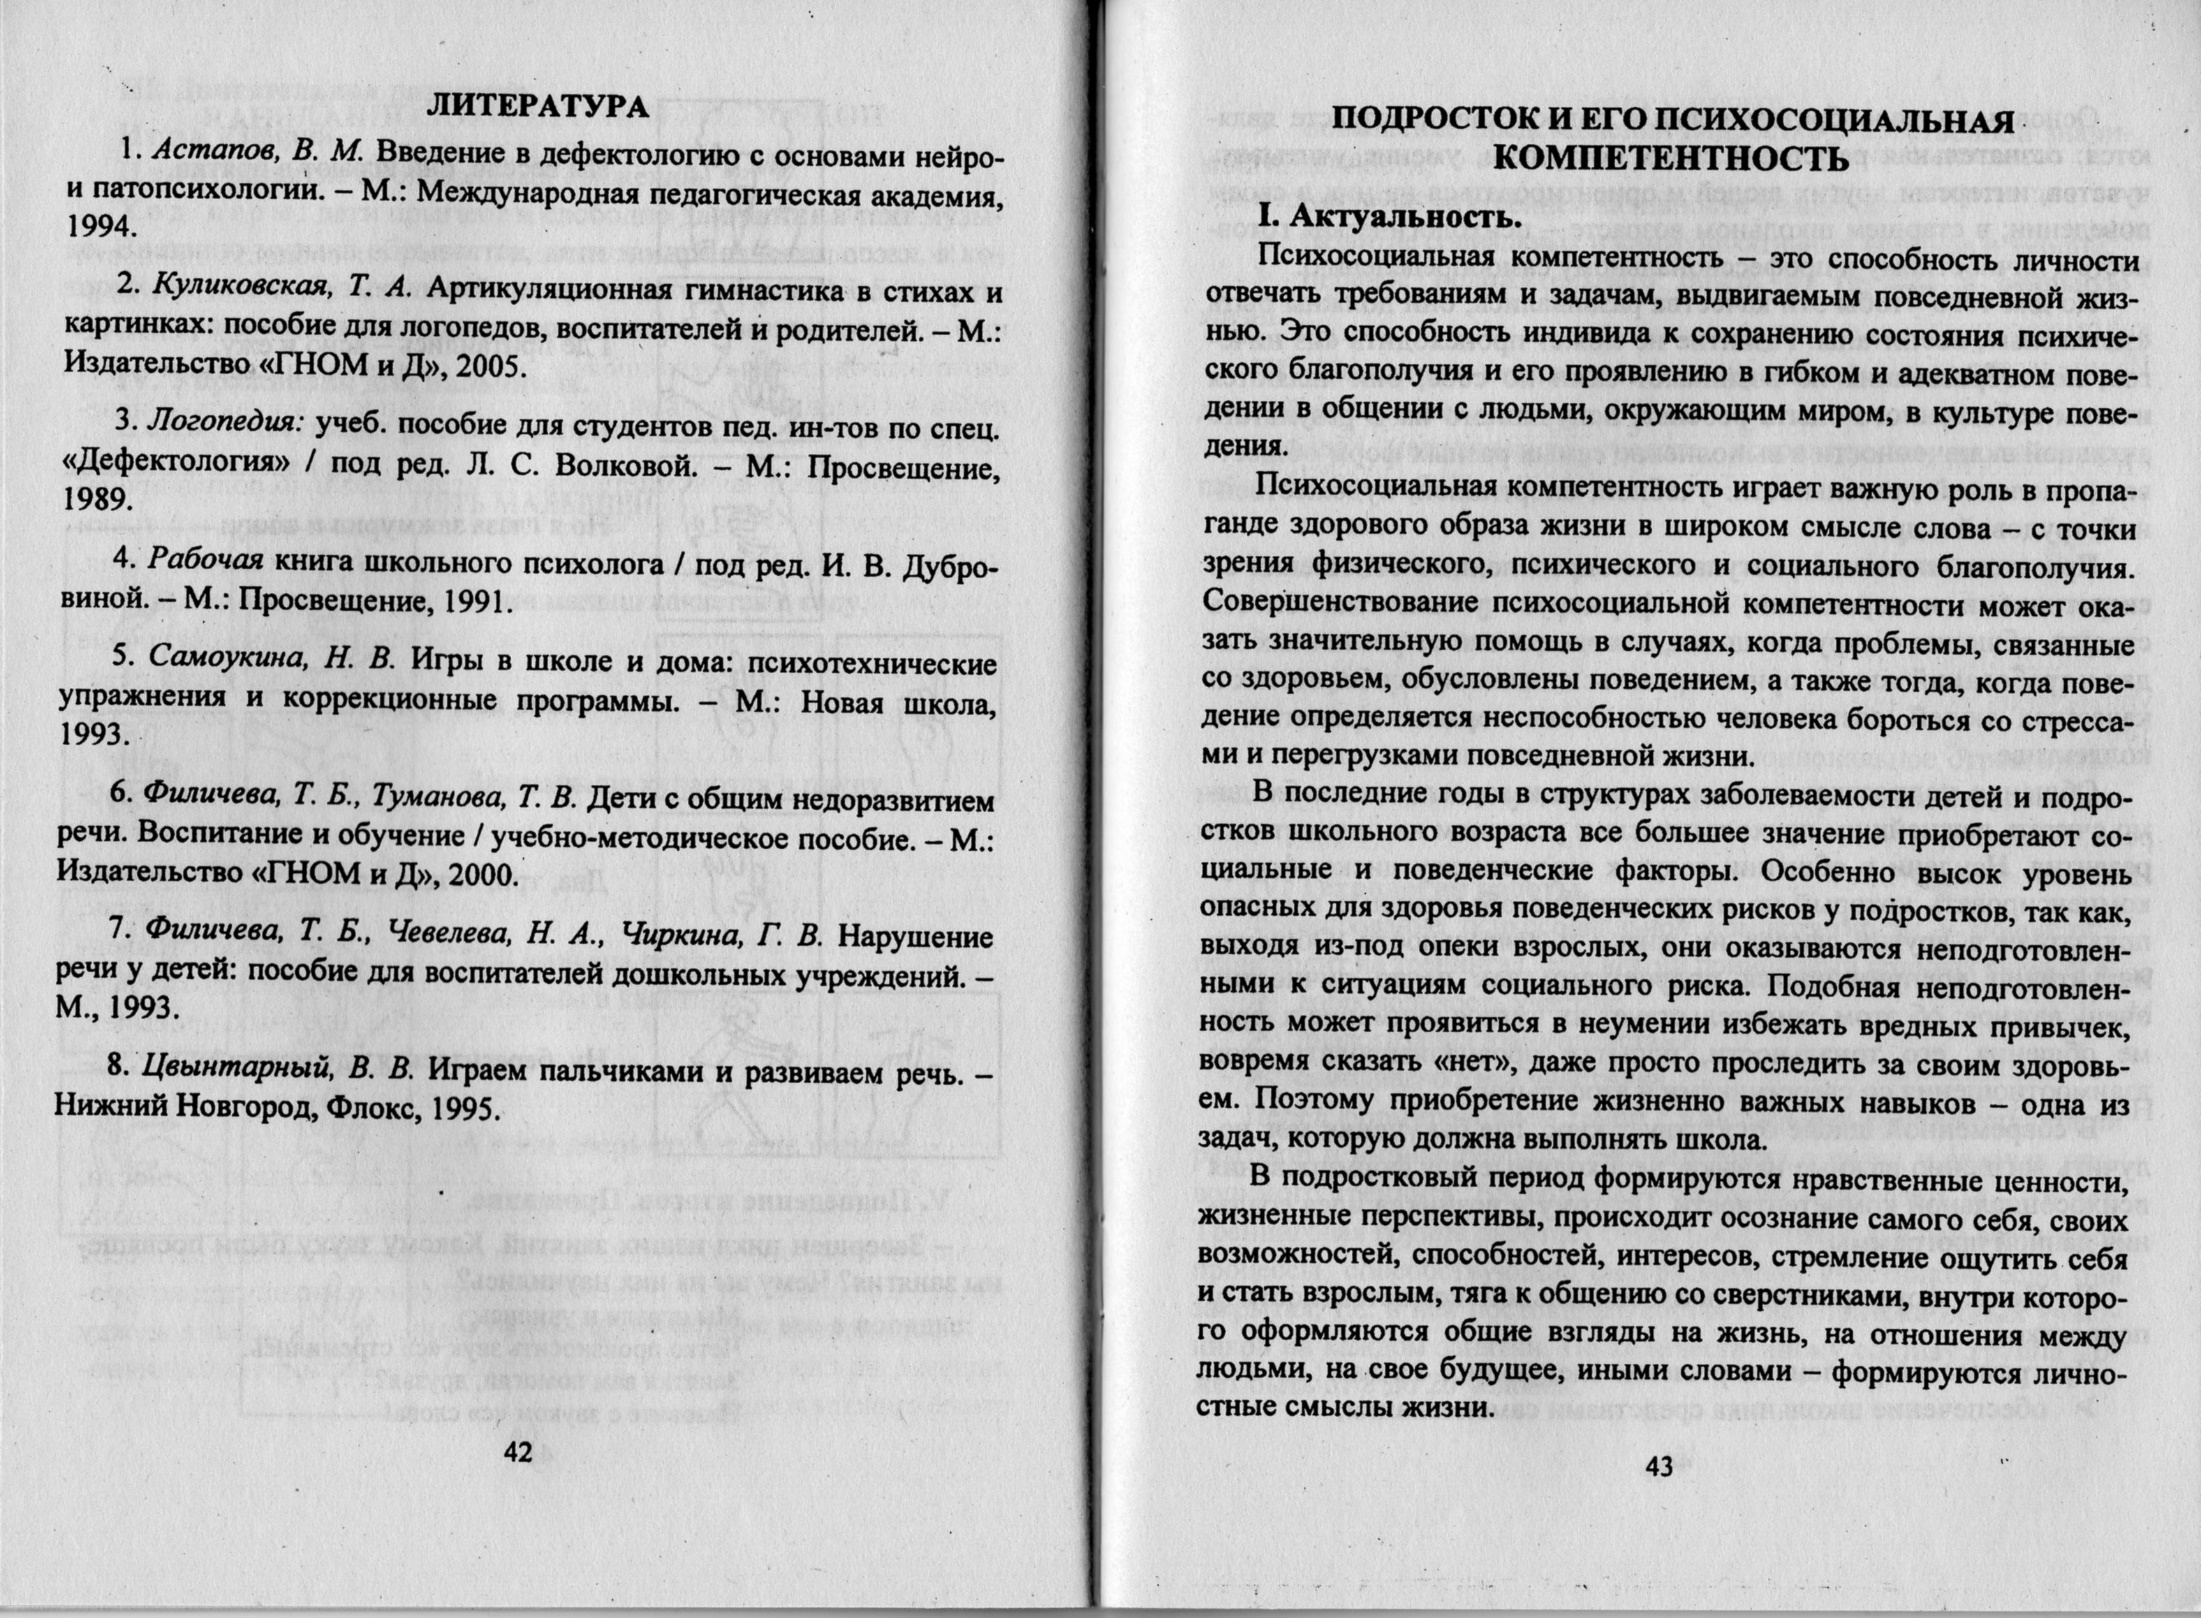 ЛИТЕРАТУРА
1. Астапов, В. М. Введение в дефектологию с основами нейро-
и патопсихологии. – М.: Международная педагогическая академия,
1994.
2. Куликовская, Т. А. Артикуляционная гимнастика в стихах и
картинках: пособие для логопедов, воспитателей и родителей. – М.:
Издательство «ГНОМ и Д», 2005.
3. Логопедия: учеб. пособие для студентов пед. ин-тов по спец.
«Дефектология» / под ред. Л. С. Волковой. – М.: Просвещение,
1989.
4. Рабочая книга школьного психолога / под ред. И. В. Дубро-
виной. – М.: Просвещение, 1991.
5. Самоукина, Н. В. Игры в школе и дома: психотехнические
упражнения и коррекционные программы. – М.: Новая школа,
1993.
6. Филичева, Т. Б., Туманова, Т. В. Дети с общим недоразвитием
речи. Воспитание и обучение / учебно-методическое пособие. – М.:
Издательство «ГНОМ и Д», 2000.
7. Филичева, Т. Б., Чевелева, Н. А., Чиркина, Г. В. Нарушение
речи у детей: пособие для воспитателей дошкольных учреждений. –
М., 1993.
8. Цвынтарный, В. В. Играем пальчиками и развиваем речь. –
Нижний Новгород, Флокс, 1995.
42
ПОДРОСТОК И ЕГО ПСИХОСОЦИАЛЬНАЯ
КОМПЕТЕНТНОСТЬ
I. Актуальность.
Психосоциальная компетентность – это способность личности
отвечать требованиям и задачам, выдвигаемым повседневной жиз-
нью. Это способность индивида к сохранению состояния психиче-
ского благополучия и его проявлению в гибком и адекватном пове-
дении в общении с людьми, окружающим миром, в культуре пове-
дения.
Психосоциальная компетентность играет важную роль в пропа-
ганде здорового образа жизни в широком смысле слова – с точки
зрения физического, психического и социального благополучия.
Совершенствование психосоциальной компетентности может ока-
зать значительную помощь в случаях, когда проблемы, связанные
со здоровьем, обусловлены поведением, а также тогда, когда пове-
дение определяется неспособностью человека бороться со стресса-
ми и перегрузками повседневной жизни.
В последние годы в структурах заболеваемости детей и подро-
стков школьного возраста все большее значение приобретают со-
циальные и поведенческие факторы. Особенно высок уровень
опасных для здоровья поведенческих рисков у подростков, так как,
выходя из-под опеки взрослых, они оказываются неподготовлен-
ными к ситуациям социального риска. Подобная неподготовлен-
ность может проявиться в неумении избежать вредных привычек,
вовремя сказать «нет», даже просто проследить за своим здоровь-
ем. Поэтому приобретение жизненно важных навыков – одна из
задач, которую должна выполнять школа.
В подростковый период формируются нравственные ценности,
жизненные перспективы, происходит осознание самого себя, своих
возможностей, способностей, интересов, стремление ощутить себя
и стать взрослым, тяга к общению со сверстниками, внутри которо-
го оформляются общие взгляды на жизнь, на отношения между
людьми, на свое будущее, иными словами – формируются лично-
стные смыслы жизни.
43